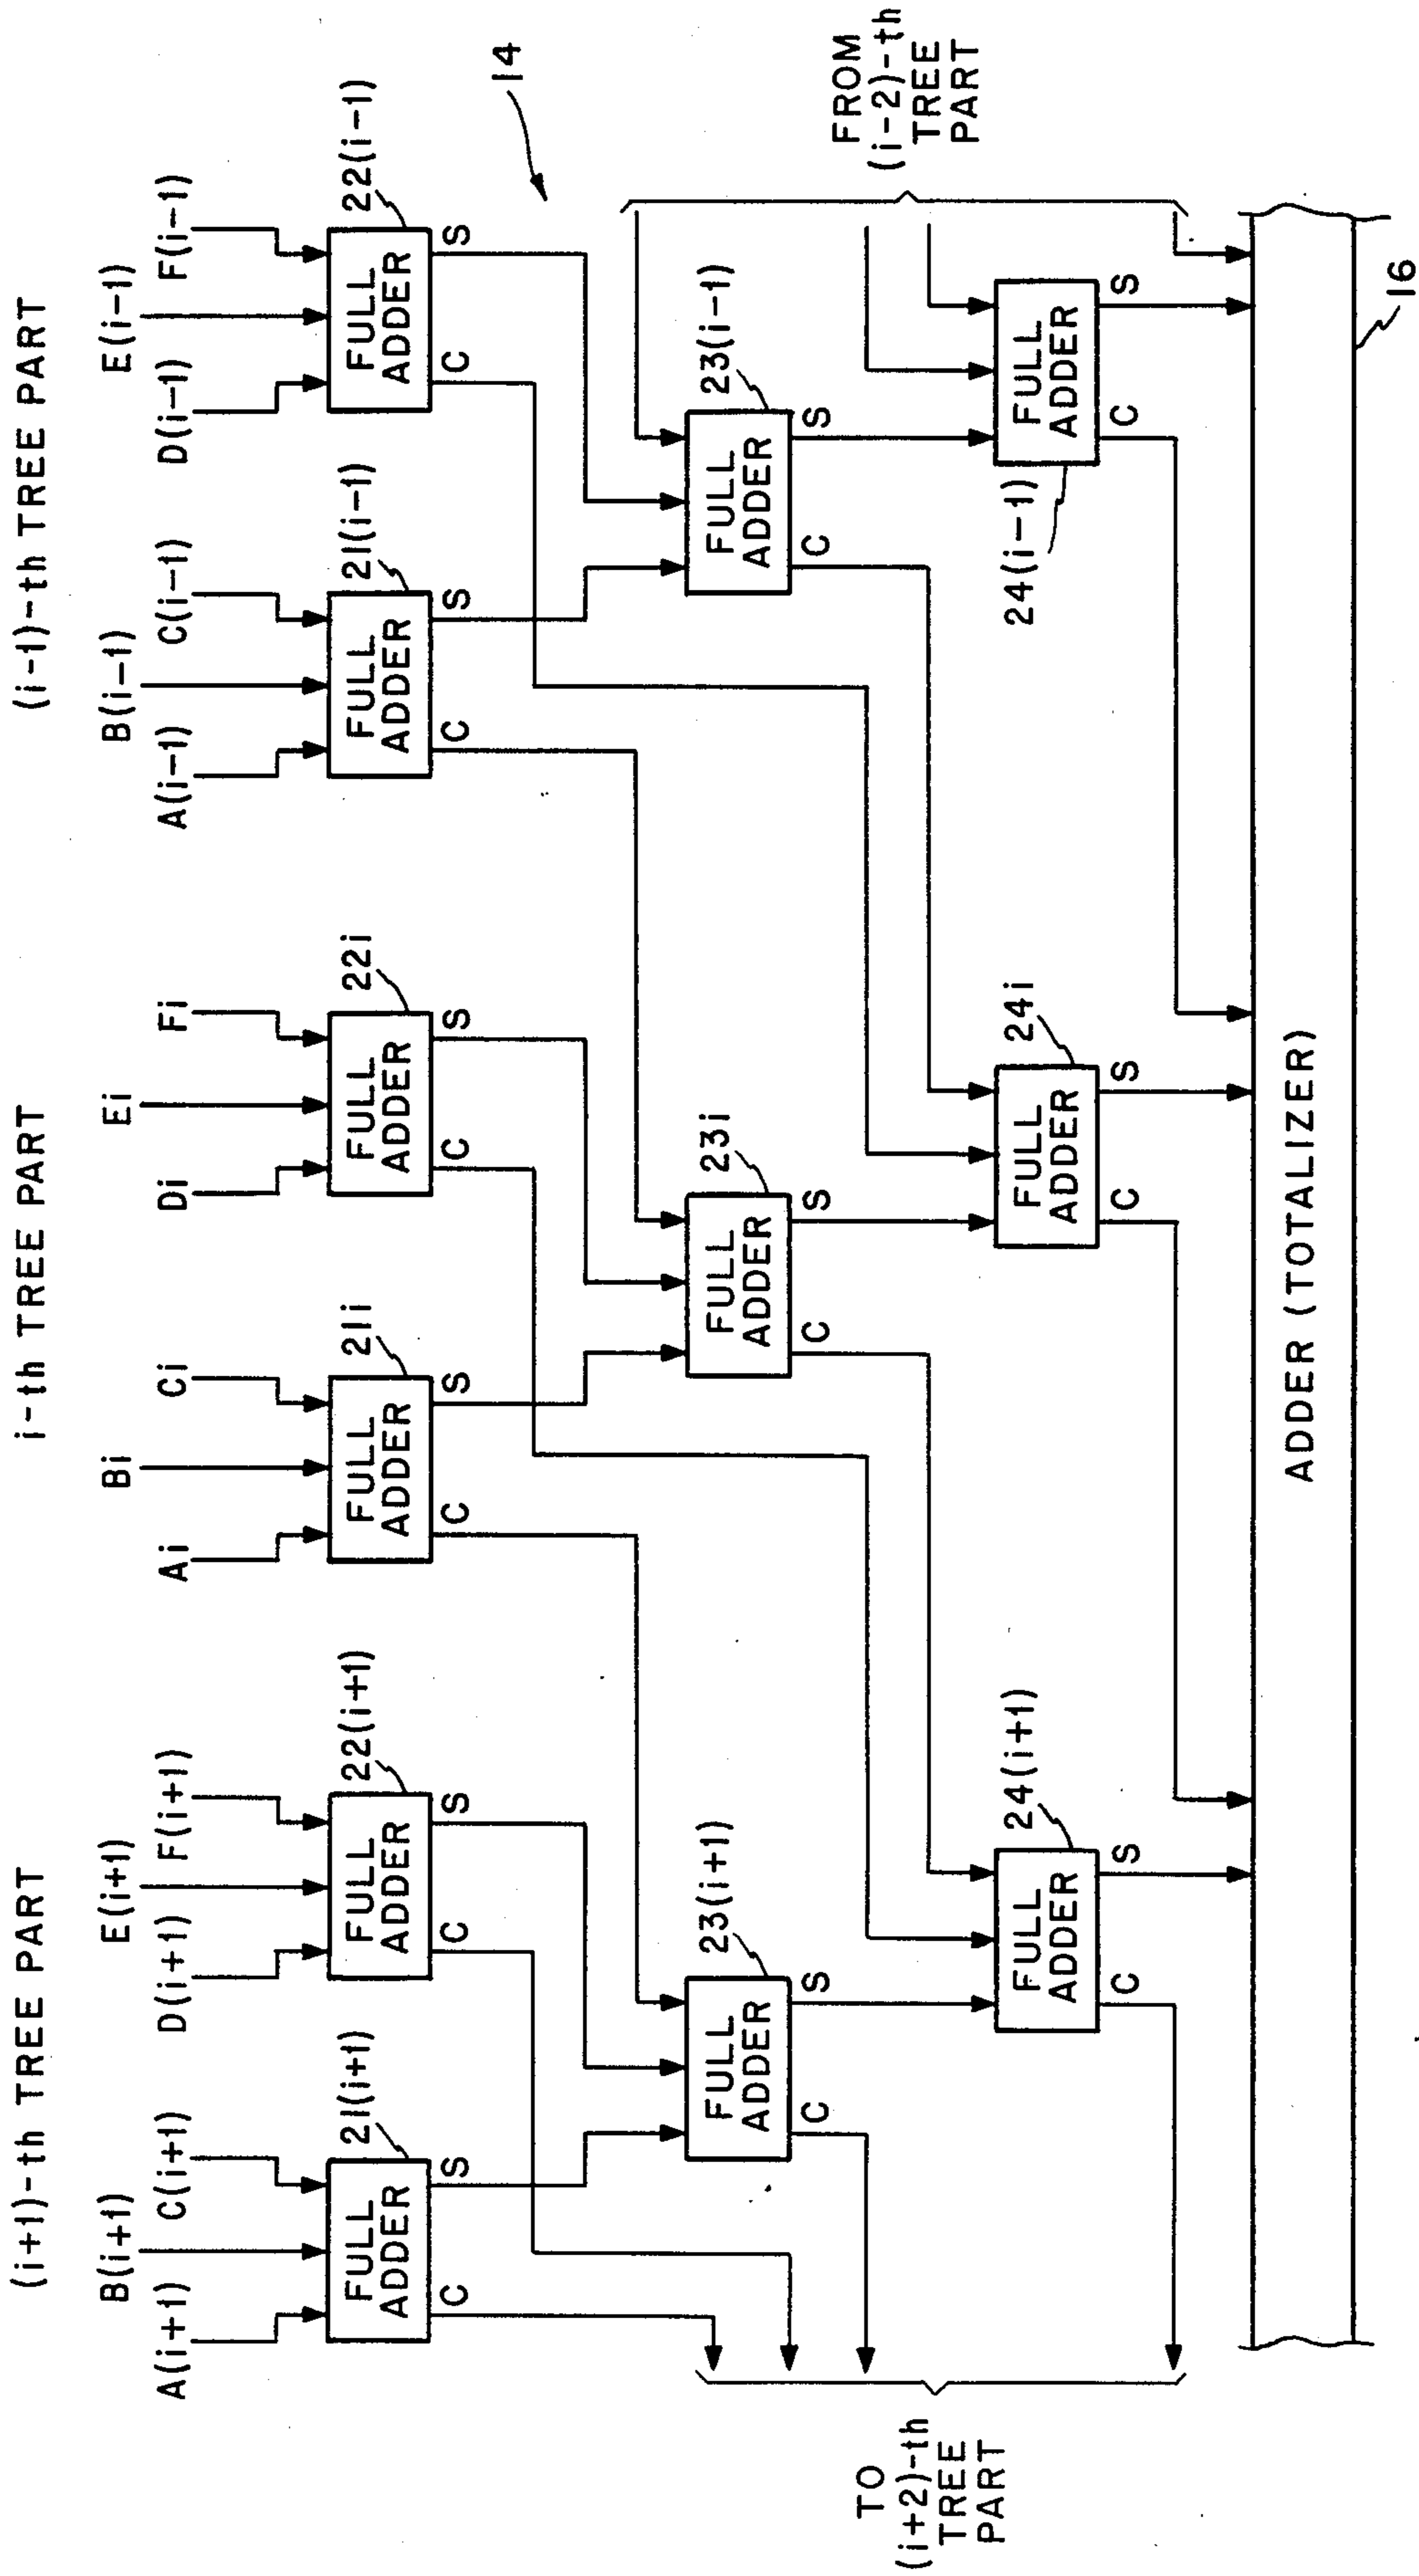 (i+1)-th TREE PART
i-th TREE PART
(i-1)-th TREE PART
B(i+1)
E(i+1)
Bi
Ei
B(i-1)
E(i-1)
A(i+1)
C(i+1)
D(i+1)
F(i+1)
Ai
Ci
Di
Fi
A(i-1)
C(i-1)
D(i-1)
F(i-1)
21(i+1)
22(i+1)
21i
22i
21(i-1)
22(i-1)
FULL
ADDER
FULL
ADDER
FULL
ADDER
FULL
ADDER
FULL
ADDER
FULL
ADDER
C
S
C
S
C
S
C
S
C
S
C
S
14
23(i+1)
23i
23(i-1)
FULL
ADDER
FULL
ADDER
FULL
ADDER
C
S
C
S
C
S
TO
(i+2)-th
TREE
PART
FROM
(i-2)-th
TREE
PART
24(i+1)
24i
24(i-1)
FULL
ADDER
FULL
ADDER
FULL
ADDER
C
S
C
S
C
S
ADDER (TOTALIZER)
16